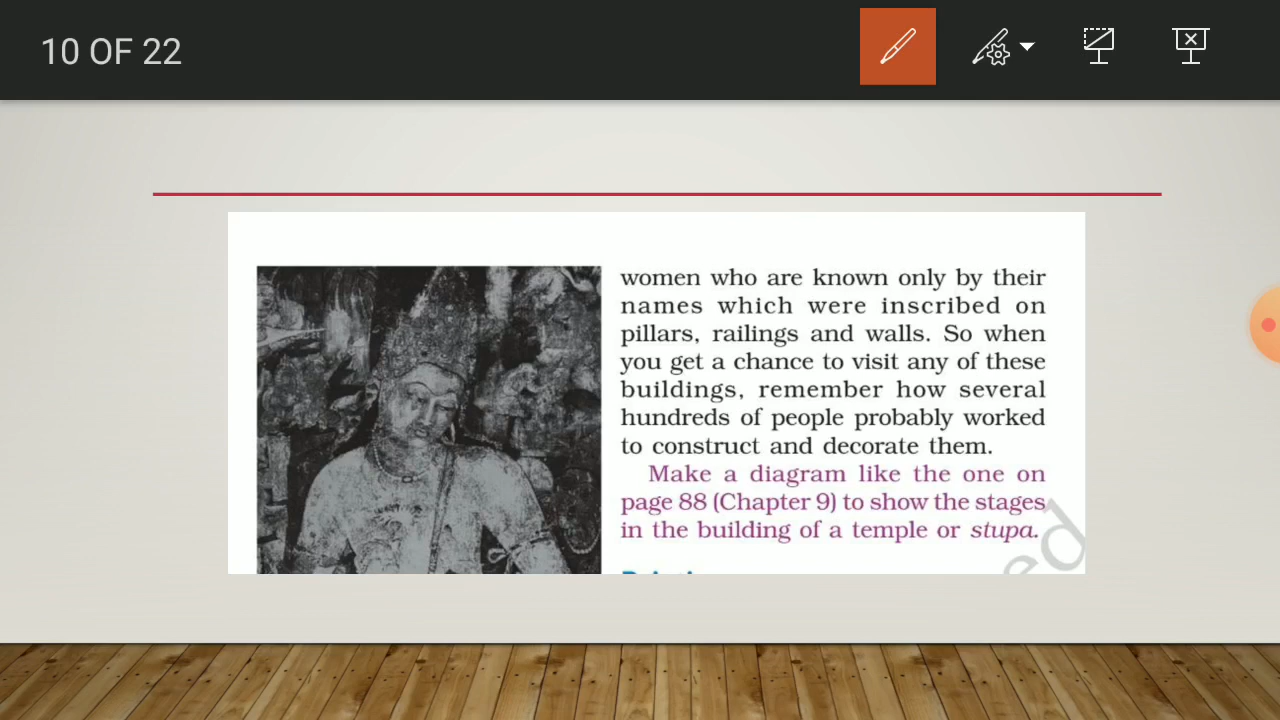 10 OF 22
women who are known only by their
names which were inscribed on
pillars, railings and walls. So when
you get a chance to visit any of these
buildings, remember how several
hundreds of people probably worked
to construct and decorate them.
Make a diagram like the one on
page 88 (Chapter 9) to show the stages
in the building of a temple or stupa.